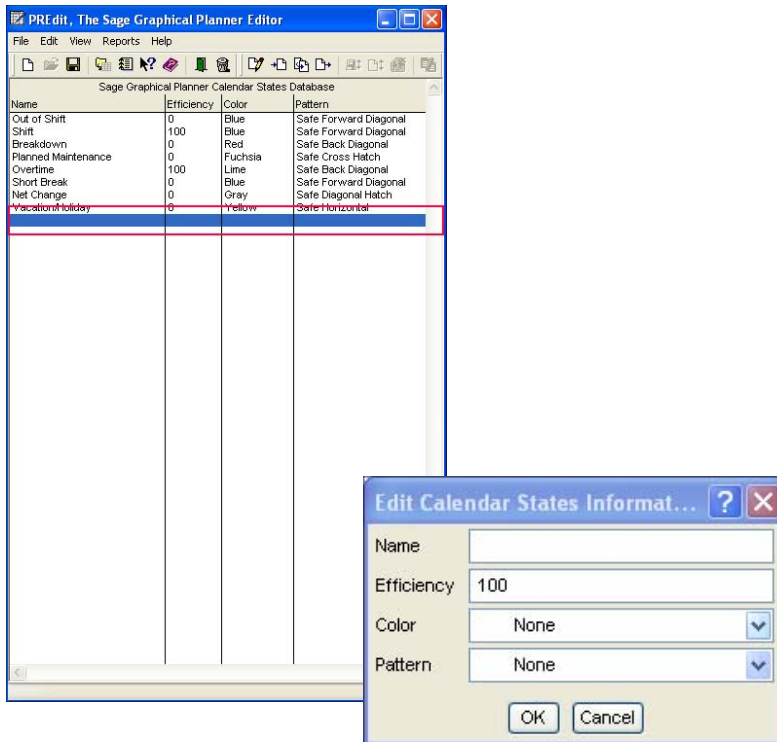 PREdit, The Sage Graphical Planner Editor
File Edit View Reports Help
Sage Graphical Planner Calendar States Database
Name Efficiency Color Pattern
Out of Shift 0 Blue Safe Forward Diagonal
Shift 100 Blue Safe Forward Diagonal
Breakdown 0 Red Safe Back Diagonal
Planned Maintenance 0 Fuchsia Safe Cross Hatch
Overtime 100 Lime Safe Back Diagonal
Short Break 0 Blue Safe Forward Diagonal
Net Change 0 Gray Safe Diagonal Hatch
Vacation/Holiday 0 Yellow Safe Horizontal
Edit Calendar States Informat...
Name
Efficiency 100
Color None
Pattern None
OK Cancel